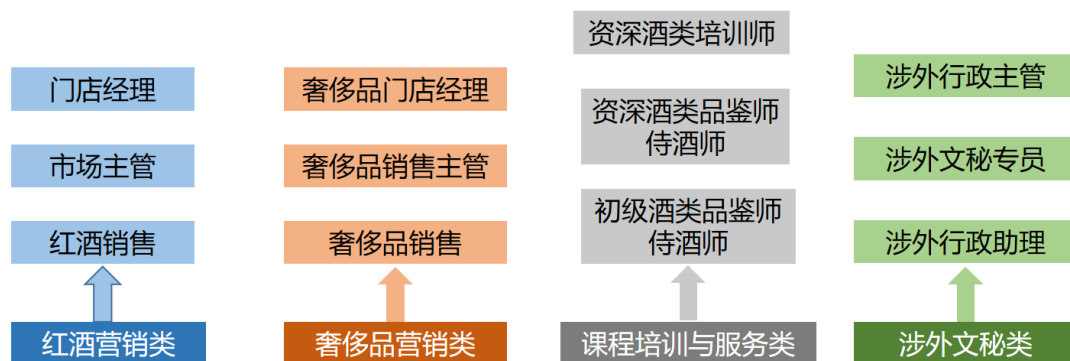 资深酒类培训师
门店经理
奢侈品门店经理
涉外行政主管
资深酒类品鉴师
侍酒师
市场主管
奢侈品销售主管
涉外文秘专员
初级酒类品鉴师
侍酒师
红酒销售
奢侈品销售
涉外行政助理
红酒营销类
奢侈品营销类
课程培训与服务类
涉外文秘类